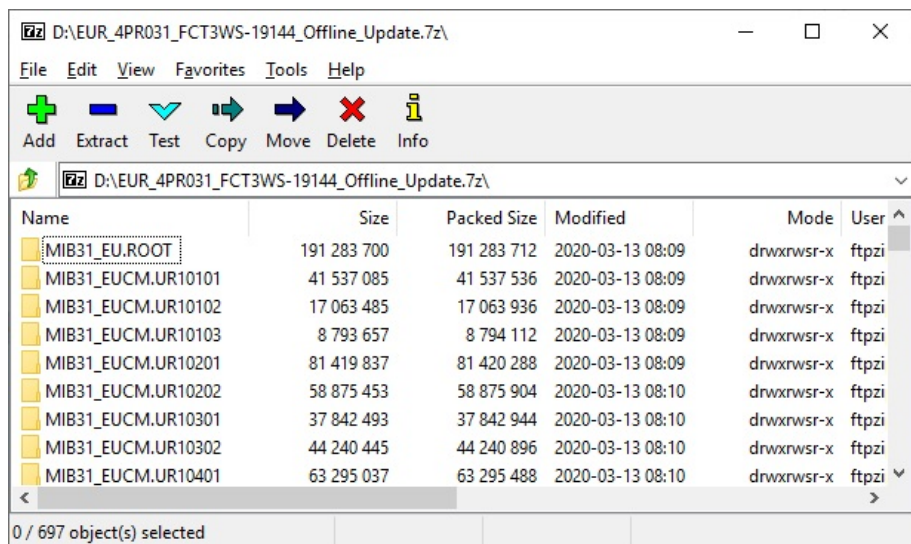 D:\EUR_4PR031_FCT3WS-19144_Offline_Update.7z\
File Edit View Favorites Tools Help
Add Extract Test Copy Move Delete Info
D:\EUR_4PR031_FCT3WS-19144_Offline_Update.7z\
Name Size Packed Size Modified Mode User
MIB31_EU.ROOT 191 283 700 191 283 712 2020-03-13 08:09 drwxrwsr-x ftpzi
MIB31_EUCM.UR10101 41 537 085 41 537 536 2020-03-13 08:09 drwxrwsr-x ftpzi
MIB31_EUCM.UR10102 17 063 485 17 063 936 2020-03-13 08:09 drwxrwsr-x ftpzi
MIB31_EUCM.UR10103 8 793 657 8 794 112 2020-03-13 08:09 drwxrwsr-x ftpzi
MIB31_EUCM.UR10201 81 419 837 81 420 288 2020-03-13 08:09 drwxrwsr-x ftpzi
MIB31_EUCM.UR10202 58 875 453 58 875 904 2020-03-13 08:10 drwxrwsr-x ftpzi
MIB31_EUCM.UR10301 37 842 493 37 842 944 2020-03-13 08:10 drwxrwsr-x ftpzi
MIB31_EUCM.UR10302 44 240 445 44 240 896 2020-03-13 08:10 drwxrwsr-x ftpzi
MIB31_EUCM.UR10401 63 295 037 63 295 488 2020-03-13 08:10 drwxrwsr-x ftpzi
0 / 697 object(s) selected